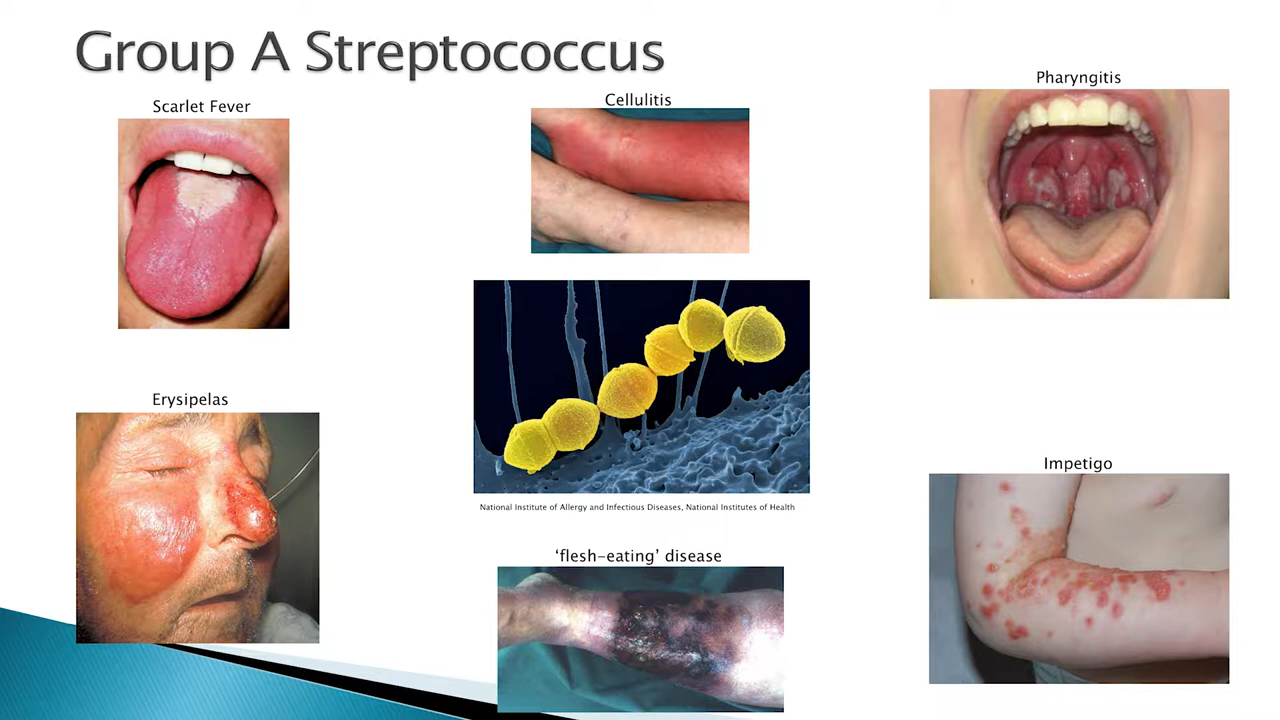 Group A Streptococcus
Scarlet Fever
Cellulitis
Pharyngitis
Erysipelas
National Institute of Allergy and Infectious Diseases, National Institutes of Health
Impetigo
‘flesh-eating’ disease